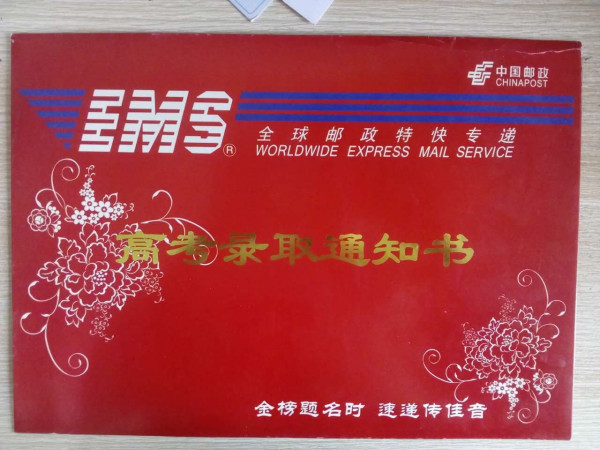 中国邮政
CHINAPOST
EMS®
全球邮政特快专递
WORLDWIDE EXPRESS MAIL SERVICE
高考录取通知书
金榜题名时 速递传佳音